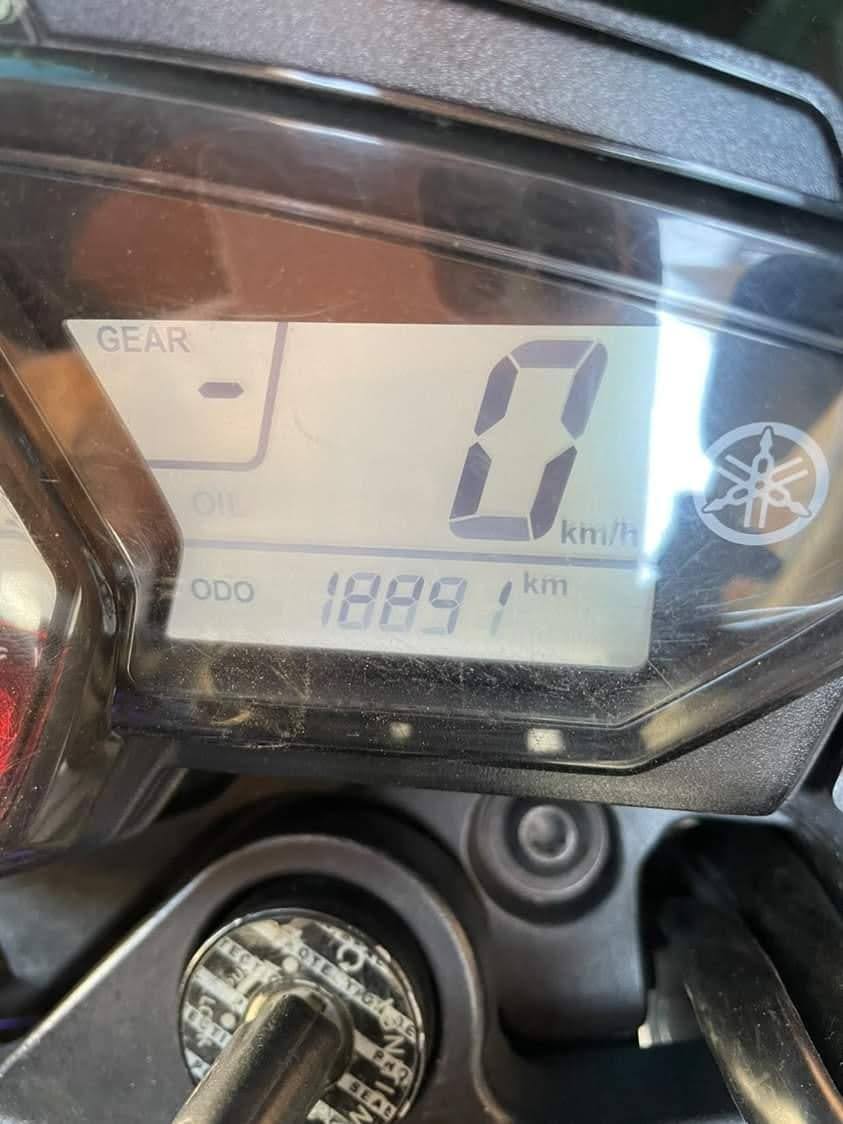 GEAR
-
0
OIL
km/h
ODO 18891 km